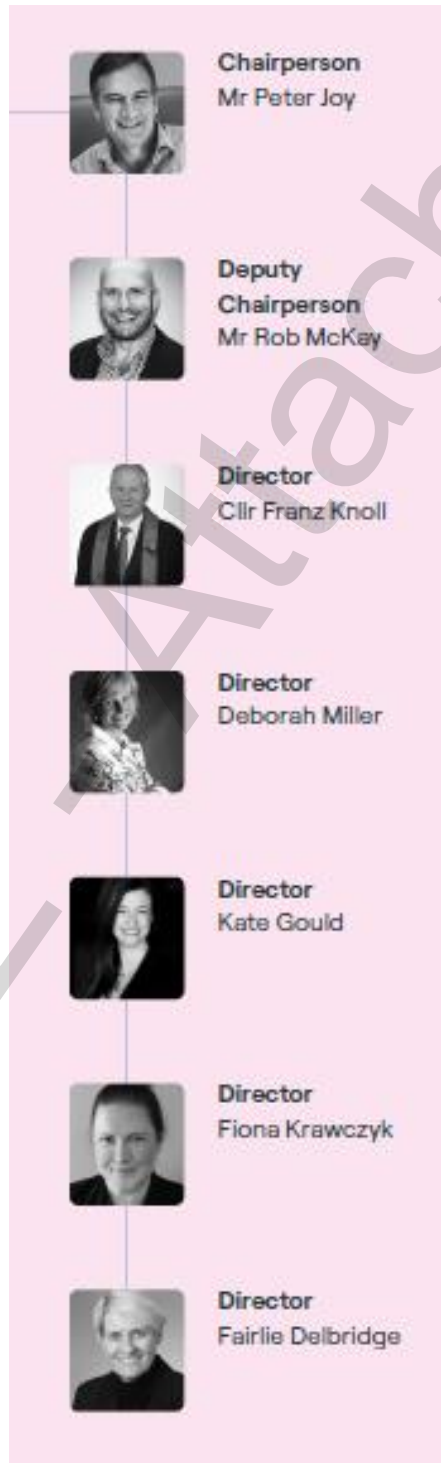 Chairperson
Mr Peter Joy
Deputy
Chairperson
Mr Rob McKay
Director
Cllr Franz Knoll
Director
Deborah Miller
Director
Kate Gould
Director
Fiona Krawczyk
Director
Fairlie Delbridge